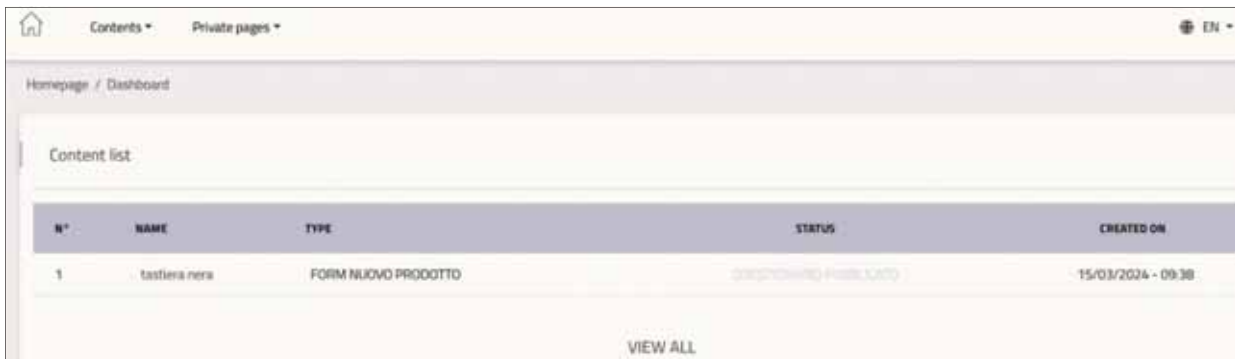 Contents Private pages EN
Homepage / Dashboard
Content list
N° NAME TYPE STATUS CREATED ON
1 tastiera nera FORM NUOVO PRODOTTO 15/03/2024 - 09:38
VIEW ALL